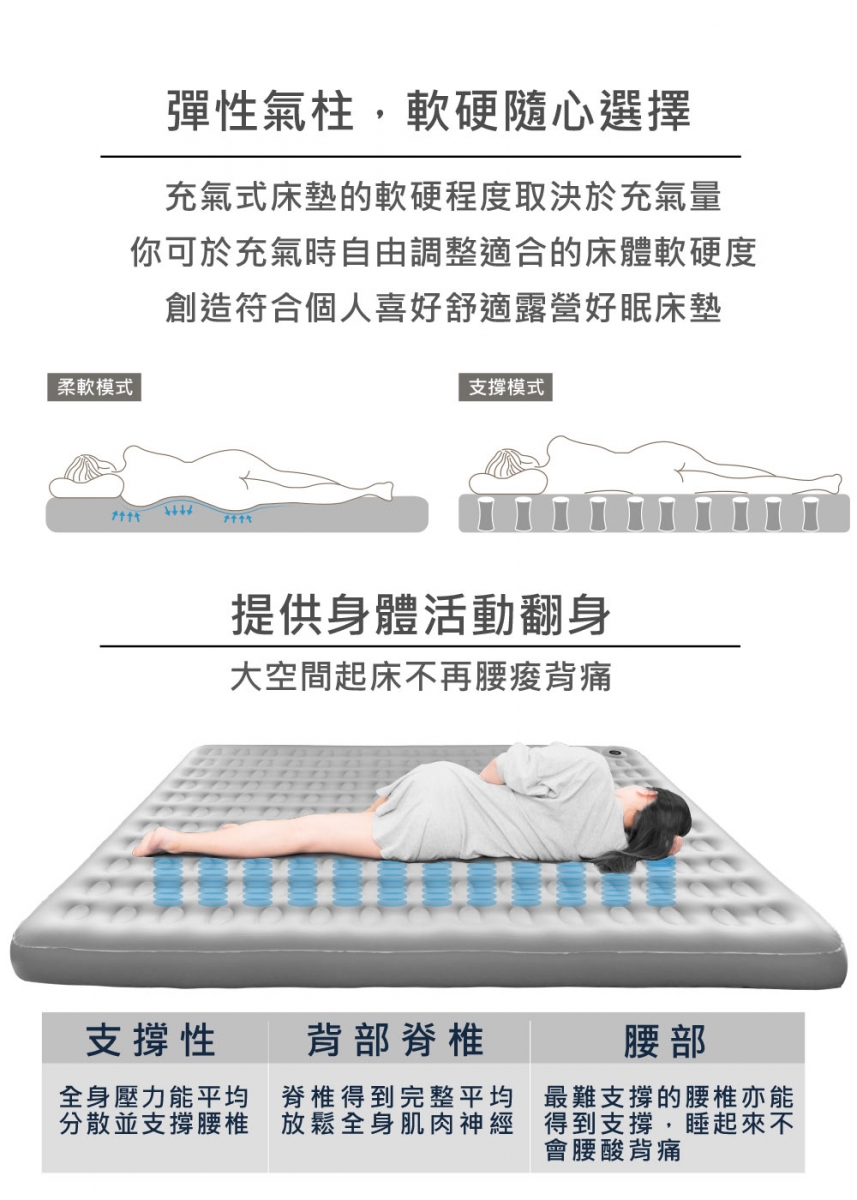 彈性氣柱，軟硬隨心選擇
充氣式床墊的軟硬程度取決於充氣量
你可於充氣時自由調整適合的床體軟硬度
創造符合個人喜好舒適露營好眠床墊
柔軟模式
支撐模式
提供身體活動翻身
大空間起床不再腰痠背痛
支撐性
全身壓力能平均
分散並支撐腰椎
背部脊椎
脊椎得到完整平均
放鬆全身肌肉神經
腰部
最難支撐的腰椎亦能
得到支撐，睡起來不
會腰酸背痛